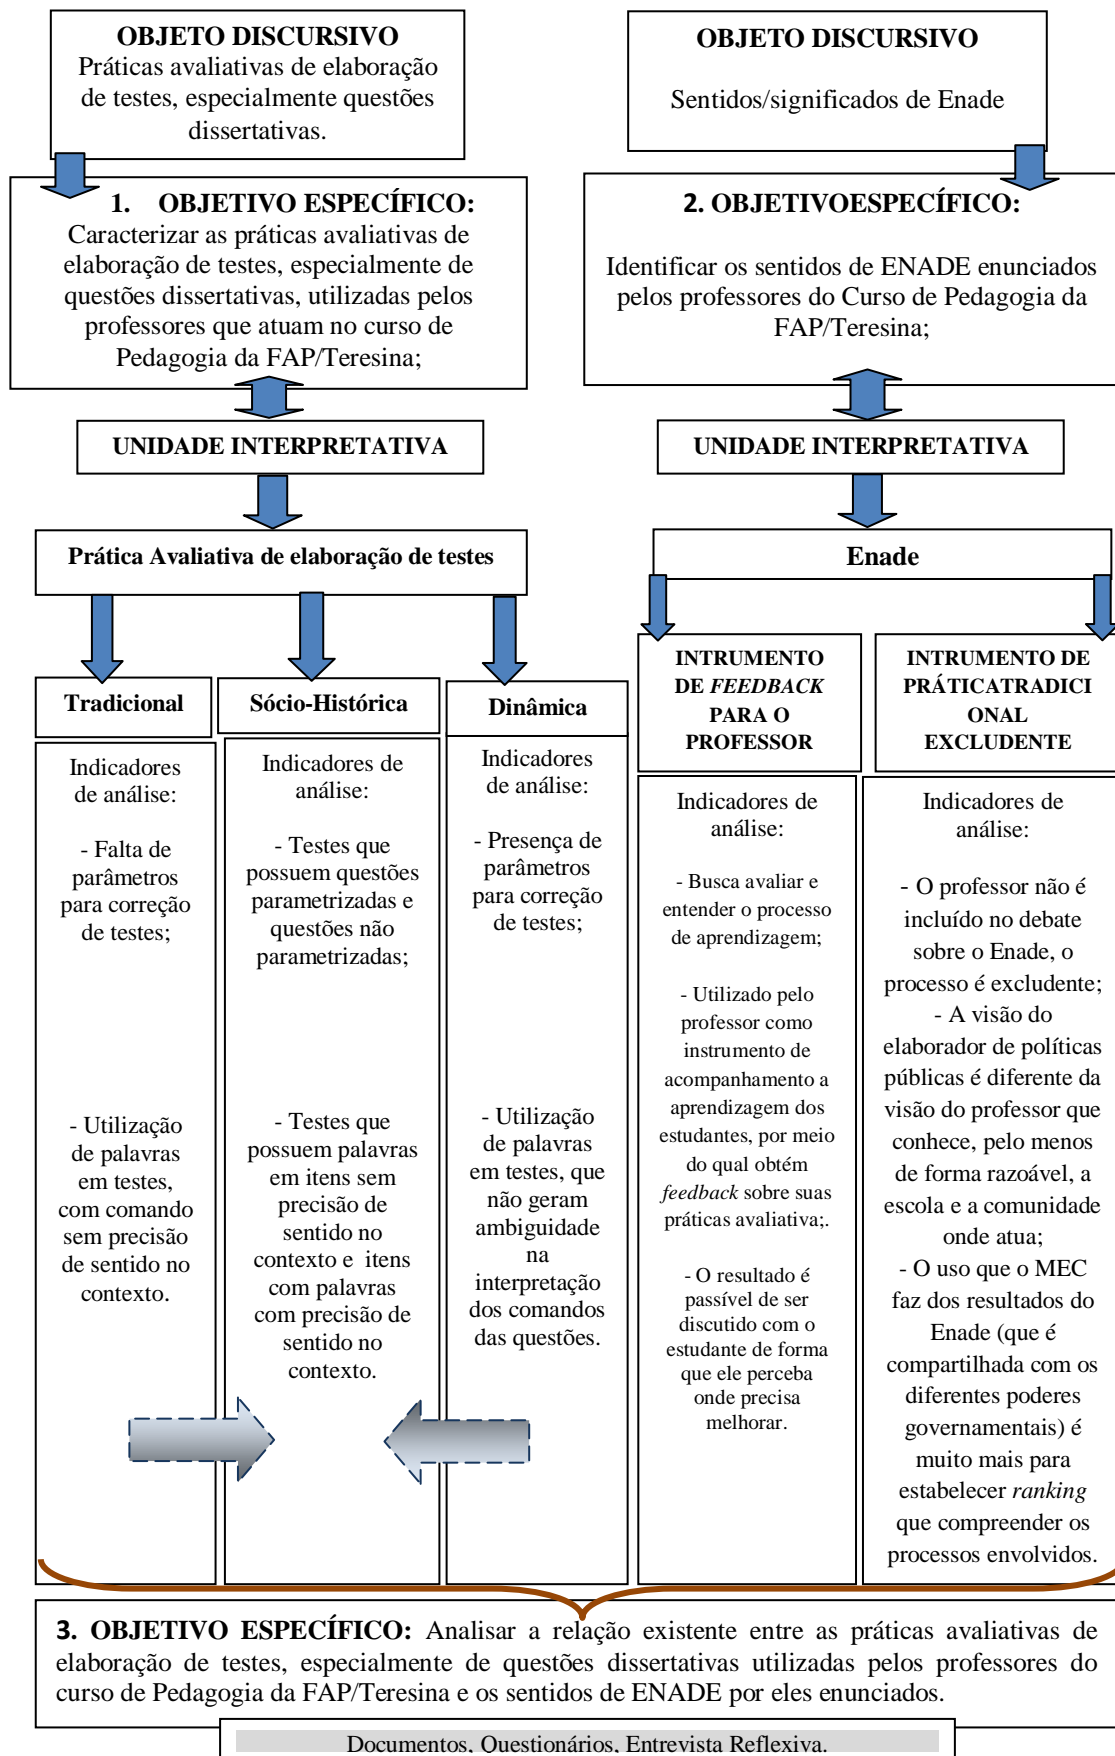 OBJETO DISCURSIVO
Práticas avaliativas de elaboração
de testes, especialmente questões
dissertativas.
OBJETO DISCURSIVO
Sentidos/significados de Enade
1. OBJETIVO ESPECÍFICO:
Caracterizar as práticas avaliativas de
elaboração de testes, especialmente de
questões dissertativas, utilizadas pelos
professores que atuam no curso de
Pedagogia da FAP/Teresina;
2. OBJETIVOESPECÍFICO:
Identificar os sentidos de ENADE enunciados
pelos professores do Curso de Pedagogia da
FAP/Teresina;
UNIDADE INTERPRETATIVA
UNIDADE INTERPRETATIVA
Prática Avaliativa de elaboração de testes
Enade
Tradicional
Sócio-Histórica
Dinâmica
INTRUMENTO
DE FEEDBACK
PARA O
PROFESSOR
INTRUMENTO DE
PRÁTICATRADICI
ONAL
EXCLUDENTE
Indicadores
de análise:
- Falta de
parâmetros
para correção
de testes;
- Utilização
de palavras
em testes,
com comando
sem precisão
de sentido no
contexto.
Indicadores de
análise:
- Testes que
possuem questões
parametrizadas e
questões não
parametrizadas;
- Testes que
possuem palavras
em itens sem
precisão de
sentido no
contexto e itens
com palavras
com precisão de
sentido no
contexto.
Indicadores
de análise:
- Presença de
parâmetros
para correção
de testes;
- Utilização
de palavras
em testes, que
não geram
ambiguidade
na
interpretação
dos comandos
das questões.
Indicadores de
análise:
- Busca avaliar e
entender o processo
de aprendizagem;
- Utilizado pelo
professor como
instrumento de
acompanhamento a
aprendizagem dos
estudantes, por meio
do qual obtém
feedback sobre suas
práticas avaliativa;.
- O resultado é
passível de ser
discutido com o
estudante de forma
que ele perceba
onde precisa
melhorar.
Indicadores de
análise:
- O professor não é
incluído no debate
sobre o Enade, o
processo é excludente;
- A visão do
elaborador de políticas
públicas é diferente da
visão do professor que
conhece, pelo menos
de forma razoável, a
escola e a comunidade
onde atua;
- O uso que o MEC
faz dos resultados do
Enade (que é
compartilhada com os
diferentes poderes
governamentais) é
muito mais para
estabelecer ranking
que compreender os
processos envolvidos.
3. OBJETIVO ESPECÍFICO: Analisar a relação existente entre as práticas avaliativas de
elaboração de testes, especialmente de questões dissertativas utilizadas pelos professores do
curso de Pedagogia da FAP/Teresina e os sentidos de ENADE por eles enunciados.
Documentos, Questionários, Entrevista Reflexiva.